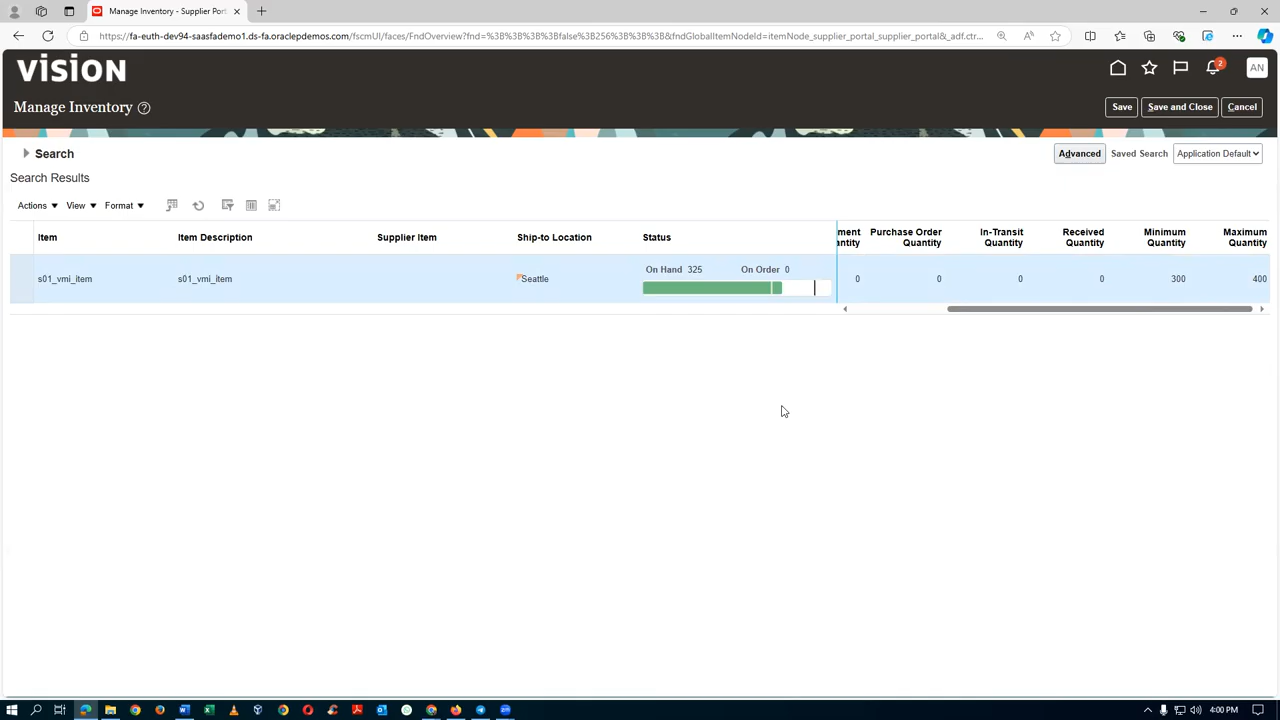 Manage Inventory - Supplier Por
https://fa-euth-dev94-saasfademo1.ds-fa.oraclepdemos.com/fscmUI/faces/FndOverview?fnd=%3B%3B%3B%3Bfalse%3B256%3B%3B%3B&fndGlobalItemNodeId=itemNode_supplier_portal_supplier_portal&_adf.ctr...
vision
2
AN
Manage Inventory
Save Save and Close Cancel
Search
Advanced Saved Search Application Default
Search Results
Actions View Format
Item Item Description Supplier Item Ship-to Location Status ment Quantity Purchase Order Quantity In-Transit Quantity Received Quantity Minimum Quantity Maximum Quantity
On Hand 325 On Order 0
s01_vmi_item s01_vmi_item Seattle 0 0 0 0 300 400
4:00 PM